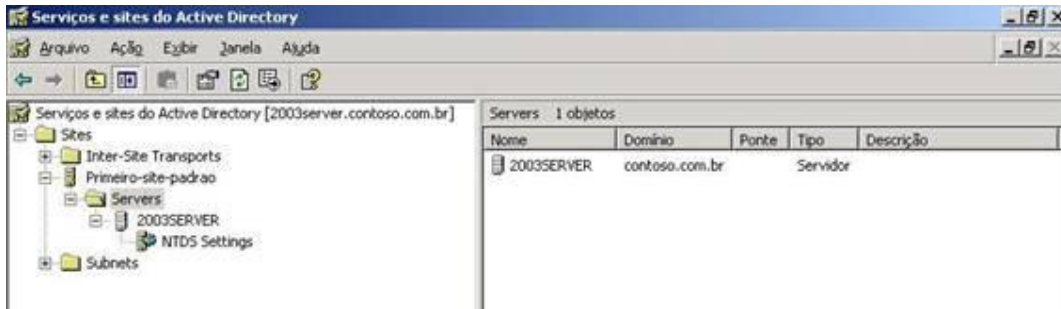 Serviços e sites do Active Directory
Arquivo Ação Exibir Janela Ajuda
Serviços e sites do Active Directory [2003server.contoso.com.br]
Sites
Inter-Site Transports
Primeiro-site-padrao
Servers
2003SERVER
NTDS Settings
Subnets
Servers 1 objetos
Nome Domínio Ponte Tipo Descrição
2003SERVER contoso.com.br Servidor